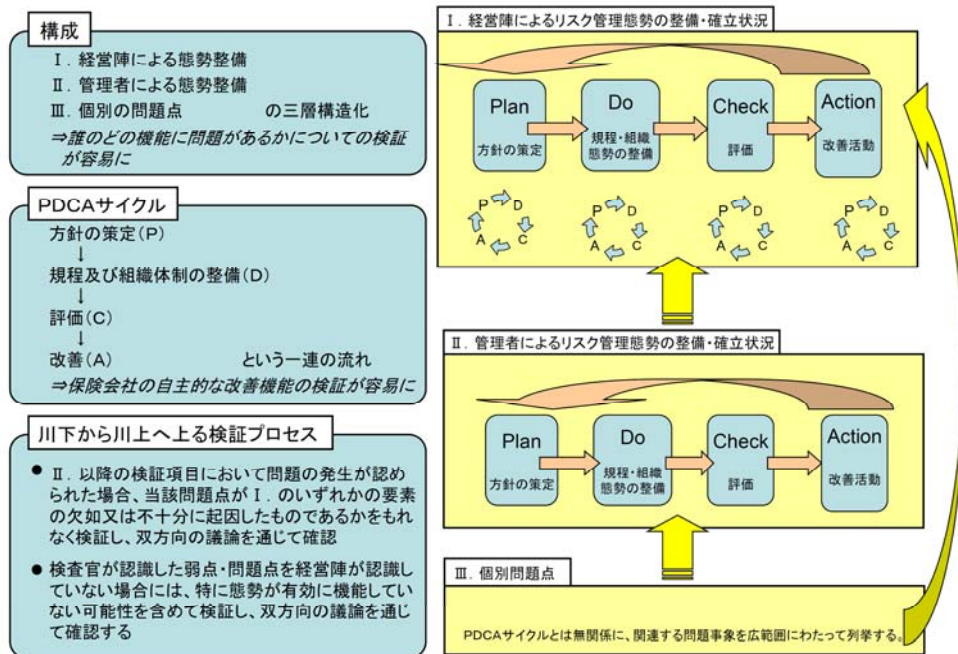 構成
Ⅰ．経営陣による態勢整備
Ⅱ．管理者による態勢整備
Ⅲ．個別の問題点　　　　の三層構造化
⇒誰のどの機能に問題があるかについての検証
が容易に
PDCAサイクル
方針の策定(P)
↓
規程及び組織体制の整備(D)
↓
評価(C)
↓
改善(A)　　　　という一連の流れ
⇒保険会社の自主的な改善機能の検証が容易に
川下から川上へ上る検証プロセス
● Ⅱ．以降の検証項目において問題の発生が認め
られた場合、当該問題点がⅠ．のいずれかの要素
の欠如又は不十分に起因したものであるかをもれ
なく検証し、双方向の議論を通じて確認
● 検査官が認識した弱点・問題点を経営陣が認識し
ていない場合には、特に態勢が有効に機能してい
ない可能性を含めて検証し、双方向の議論を通じ
て確認する
Ⅰ．経営陣によるリスク管理態勢の整備・確立状況
Plan
方針の策定
Do
規程・組織
態勢の整備
Check
評価
Action
改善活動
P D
A C
P D
A C
P D
A C
P D
A C
Ⅱ．管理者によるリスク管理態勢の整備・確立状況
Plan
方針の策定
Do
規程・組織
態勢の整備
Check
評価
Action
改善活動
Ⅲ．個別問題点
PDCAサイクルとは無関係に、関連する問題事象を広範囲にわたって列挙する。